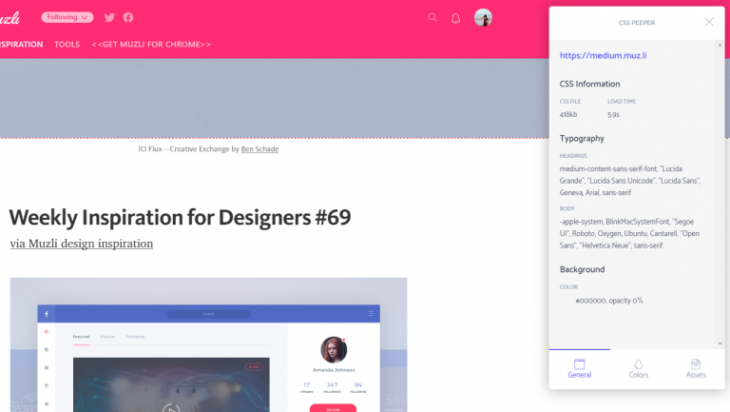 uzli
Following
SPIRATION TOOLS <<GET MUZLI FOR CHROME>>
IO Flux — Creative Exchange by Ben Schade
Weekly Inspiration for Designers #69
via Muzli design inspiration
Search
Featured Popular Following
Amanda Johnson
17 347 94
CSS PEEPER
https://medium.muz.li
CSS Information
CSS FILE LOAD TIME
418kb 5.9s
Typography
HEADINGS
medium-content-sans-serif-font, "Lucida
Grande", "Lucida Sans Unicode", "Lucida Sans",
Geneva, Arial, sans-serif
BODY
-apple-system, BlinkMacSystemFont, "Segoe
UI", Roboto, Oxygen, Ubuntu, Cantarell, "Open
Sans", "Helvetica Neue", sans-serif
Background
COLOR
#000000, opacity 0%
General Colors Assets